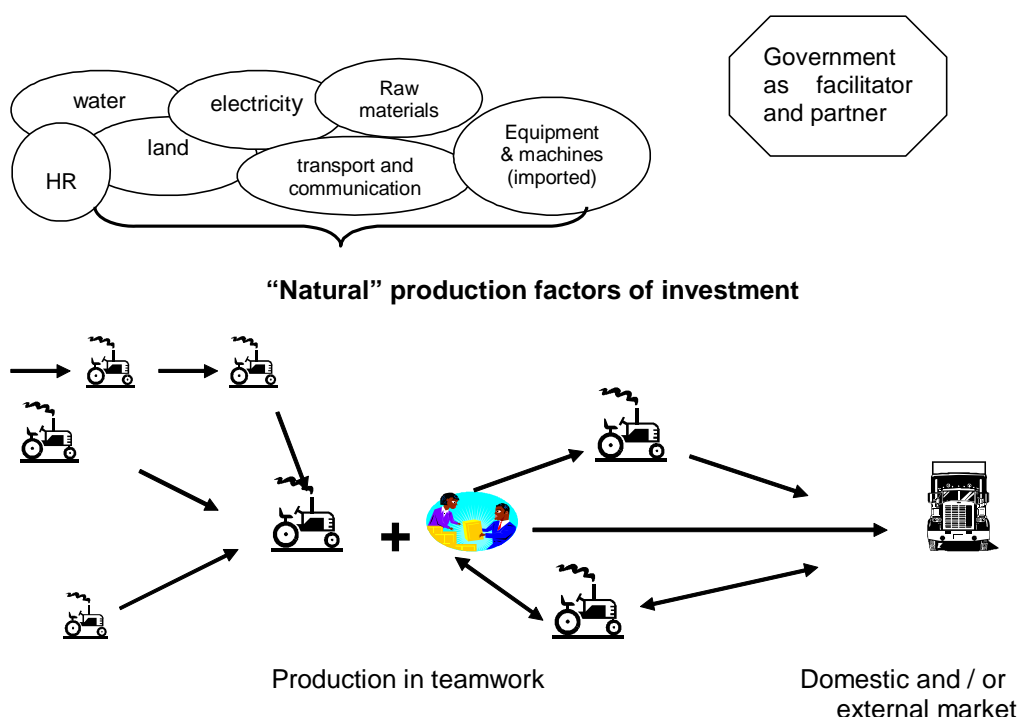 water
electricity
Raw
materials
Government
as facilitator
and partner
HR
land
transport and
communication
Equipment
& machines
(imported)
“Natural” production factors of investment
+
Production in teamwork
Domestic and / or
external market